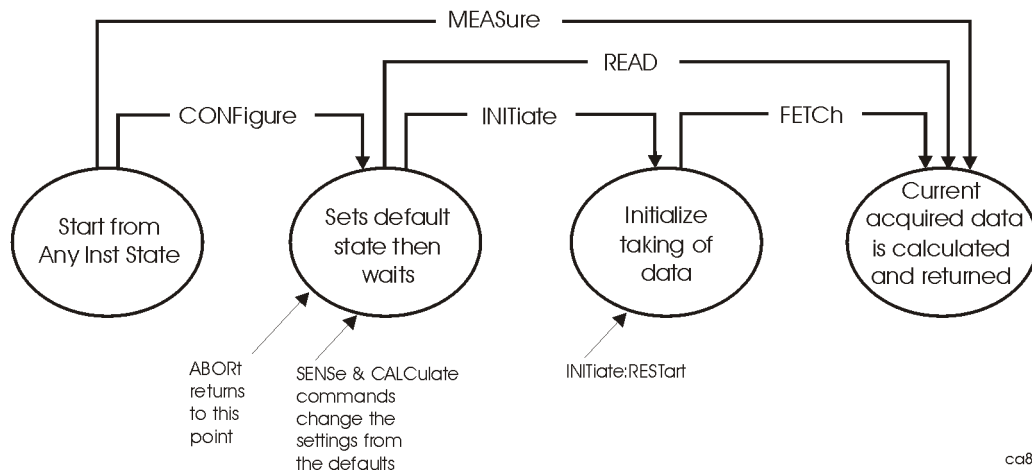 MEASure
READ
CONFigure
INITiate
FETCh
Start from
Any Inst State
Sets default
state then
waits
Initialize
taking of
data
Current
acquired data
is calculated
and returned
ABORt
returns
to this
point
SENSe & CALCulate
commands
change the
settings from
the defaults
INITiate:RESTart
ca8